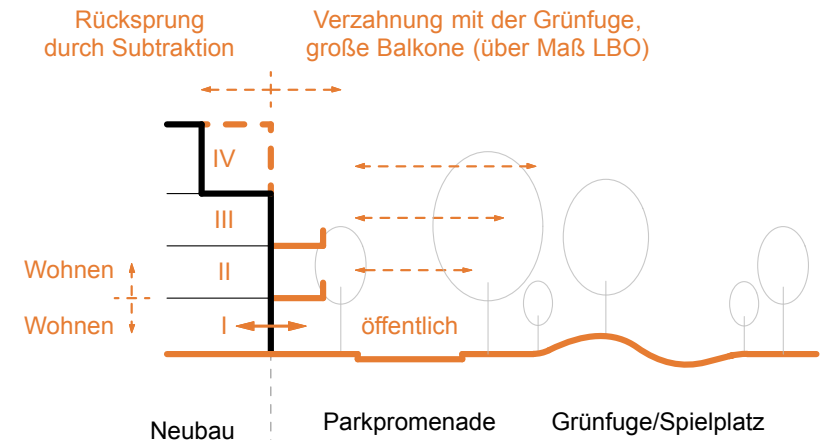 Rücksprung
durch Subtraktion
Verzahnung mit der Grünfuge,
große Balkone (über Maß LBO)
IV
III
Wohnen
II
Wohnen
I
öffentlich
Neubau
Parkpromenade
Grünfuge/Spielplatz